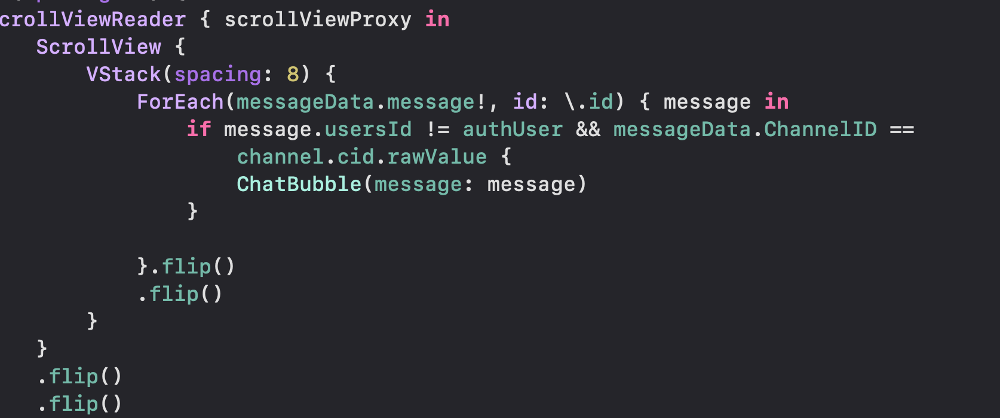 crollViewReader { scrollViewProxy in
ScrollView {
VStack(spacing: 8) {
ForEach(messageData.message!, id: \.id) { message in
if message.usersId != authUser && messageData.ChannelID ==
channel.cid.rawValue {
ChatBubble(message: message)
}
}.flip()
.flip()
}
}
.flip()
.flip()